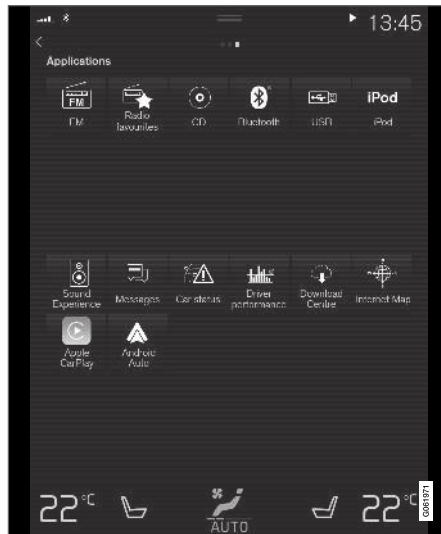 13:45
Applications
FM
iPod
FM
Radio
favourites
CD
Bluetooth
USB
iPod
Sound
Experience
Messages
Car status
Driver
performance
Download
Centre
Internet Map
Apple
CarPlay
Android
Auto
22°C
AUTO
22°C
G061971